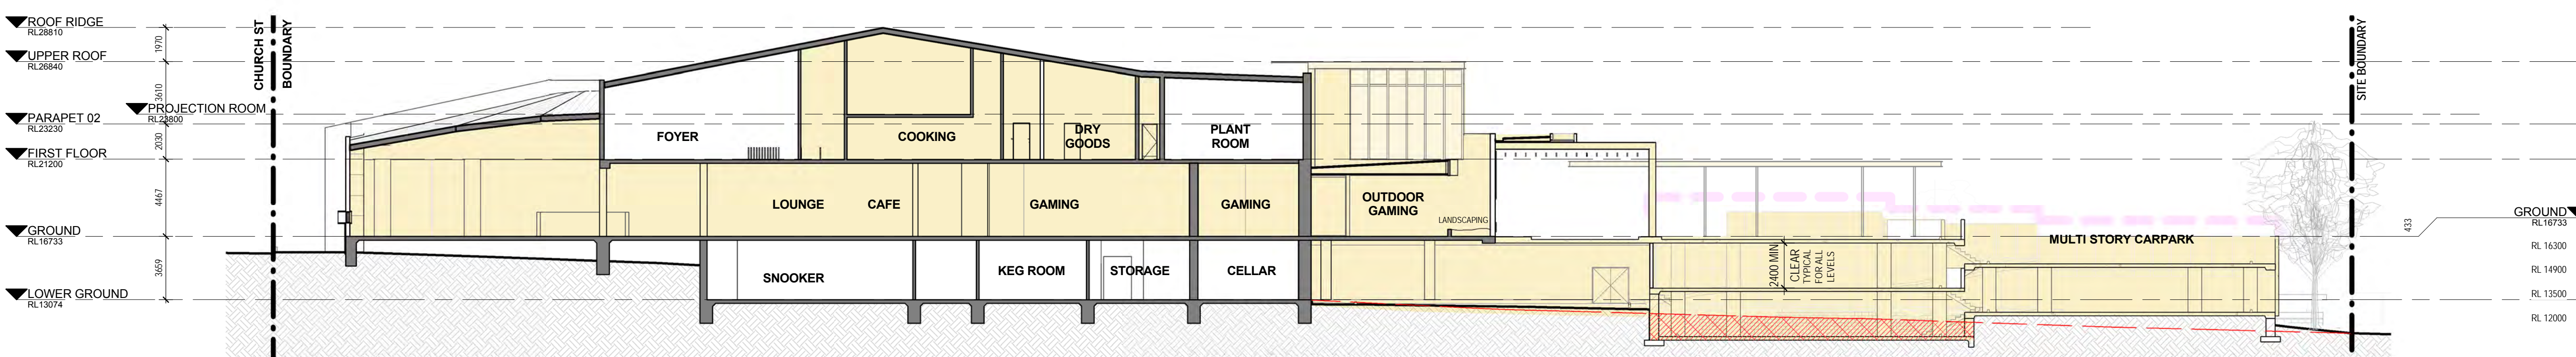 ROOF RIDGE
RL28810
1970
UPPER ROOF
RL26840
3610
PROJECTION ROOM
RL23800
PARAPET 02
RL23230
2030
FIRST FLOOR
RL21200
4467
GROUND
RL16733
3659
LOWER GROUND
RL13074
CHURCH ST
BOUNDARY
FOYER
COOKING
DRY
GOODS
PLANT
ROOM
LOUNGE
CAFE
GAMING
GAMING
OUTDOOR
GAMING
LANDSCAPING
SNOOKER
KEG ROOM
STORAGE
CELLAR
2400 MIN
CLEAR
TYPICAL
FOR ALL
LEVELS
MULTI STORY CARPARK
SITE BOUNDARY
433
GROUND
RL16733
RL 16300
RL 14900
RL 13500
RL 12000